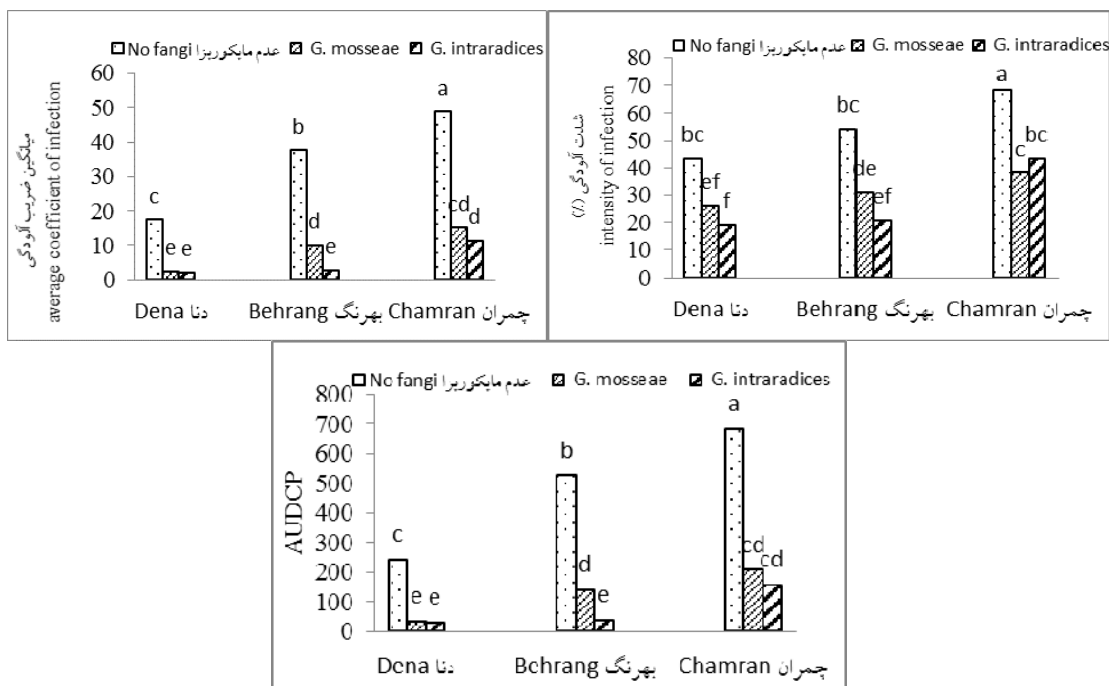 No fangi عدم مایکوریزا G. mosseae G. intraradices
میانگین ضریب آلودگی
average coefficient of infection
60
50
40
30
20
10
0
a
b
c
cd
d
d
e
e e
Dena دنا Behrang بهرنگ Chamran چمران
No fangi عدم مایکوریزا G. mosseae G. intraradices
شدت آلودگی (٪)
intensity of infection
80
70
60
50
40
30
20
10
0
a
bc
bc
bc
c
de
ef
ef
f
Dena دنا Behrang بهرنگ Chamran چمران
No fangi عدم مایکوریزا G. mosseae G. intraradices
AUDCP
800
700
600
500
400
300
200
100
0
a
b
c
cd cd
d
e
e e
Dena دنا Behrang بهرنگ Chamran چمران